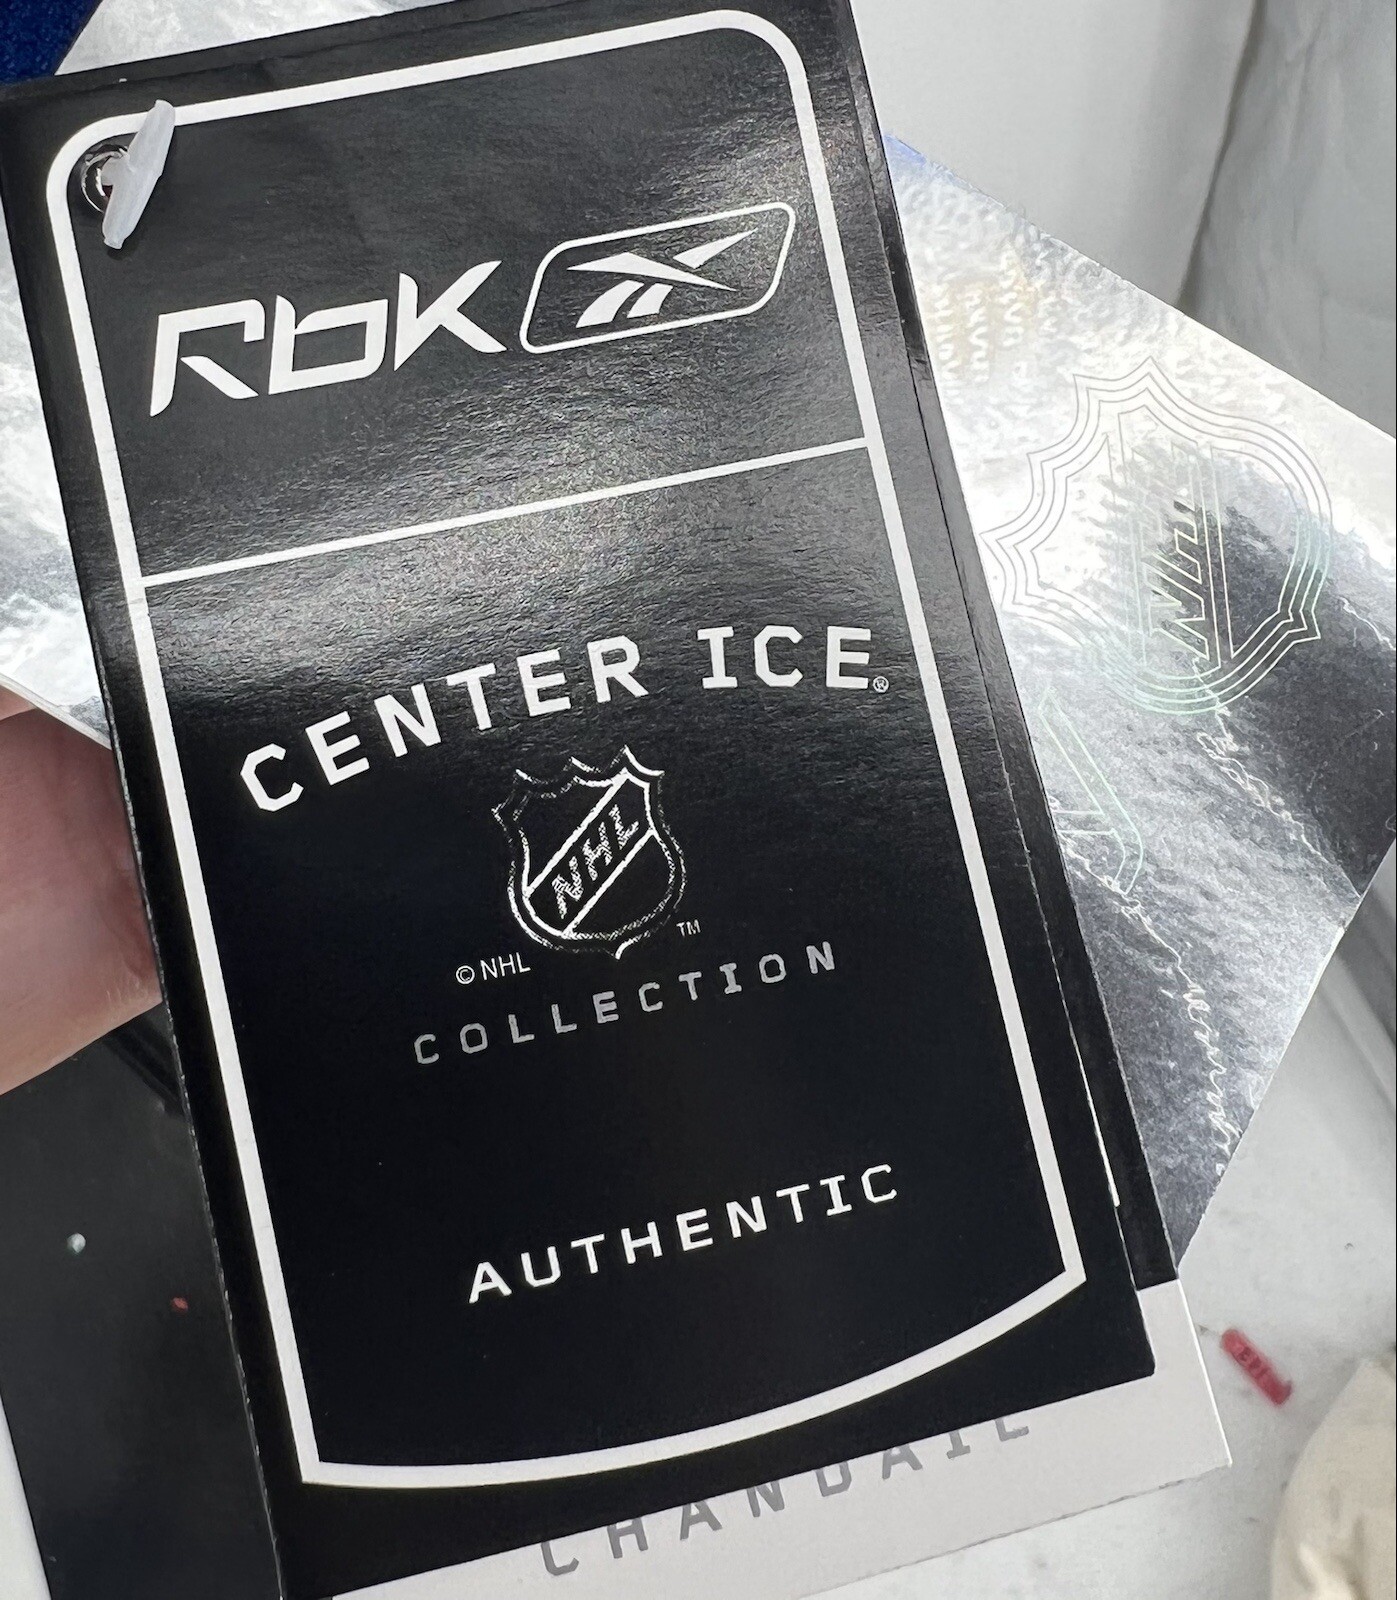 Rbk
CENTER ICE®
NHL
© NHL
TM
COLLECTION
AUTHENTIC
CHANDAIL
NHL